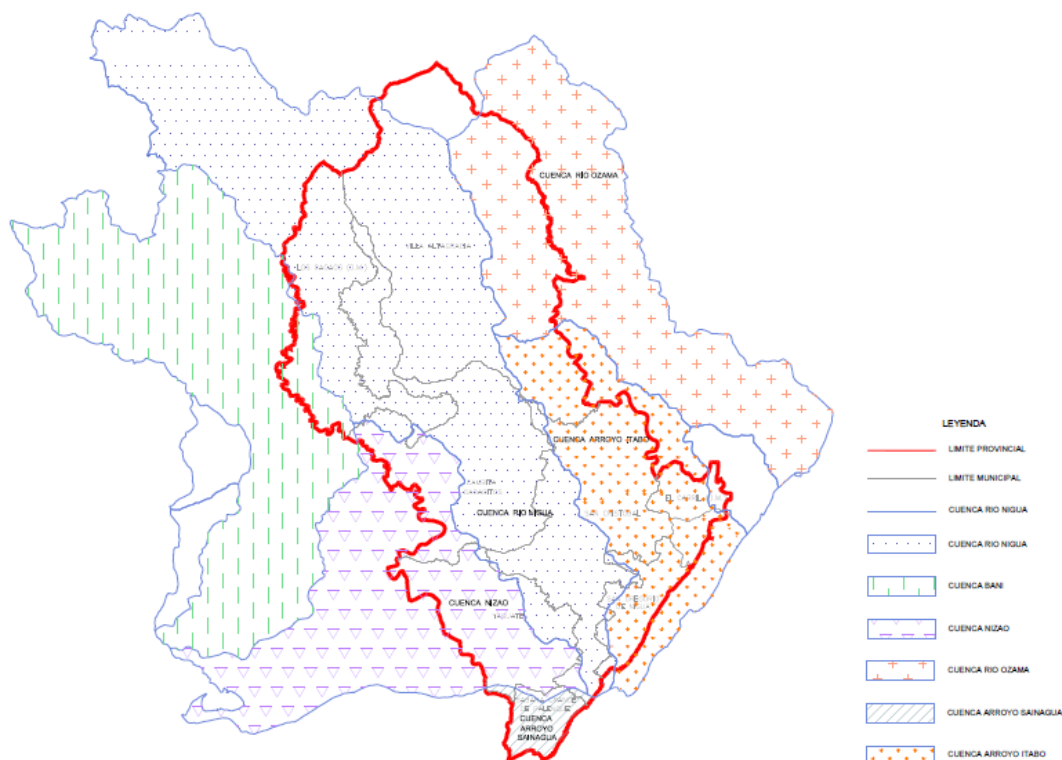 CUENCA RÍO OZAMA
VILLA ALTAGRACIA
CUENCA ARROYO ITABO
CUENCA RIO NIGUA
CUENCA NIZAO
CUENCA
ARROYO
SAINAGUA
LEYENDA
LIMITE PROVINCIAL
LIMITE MUNICIPAL
CUENCA RIO NIGUA
CUENCA RIO NIGUA
CUENCA BANI
CUENCA NIZAO
CUENCA RIO OZAMA
CUENCA ARROYO SAINAGUA
CUENCA ARROYO ITABO